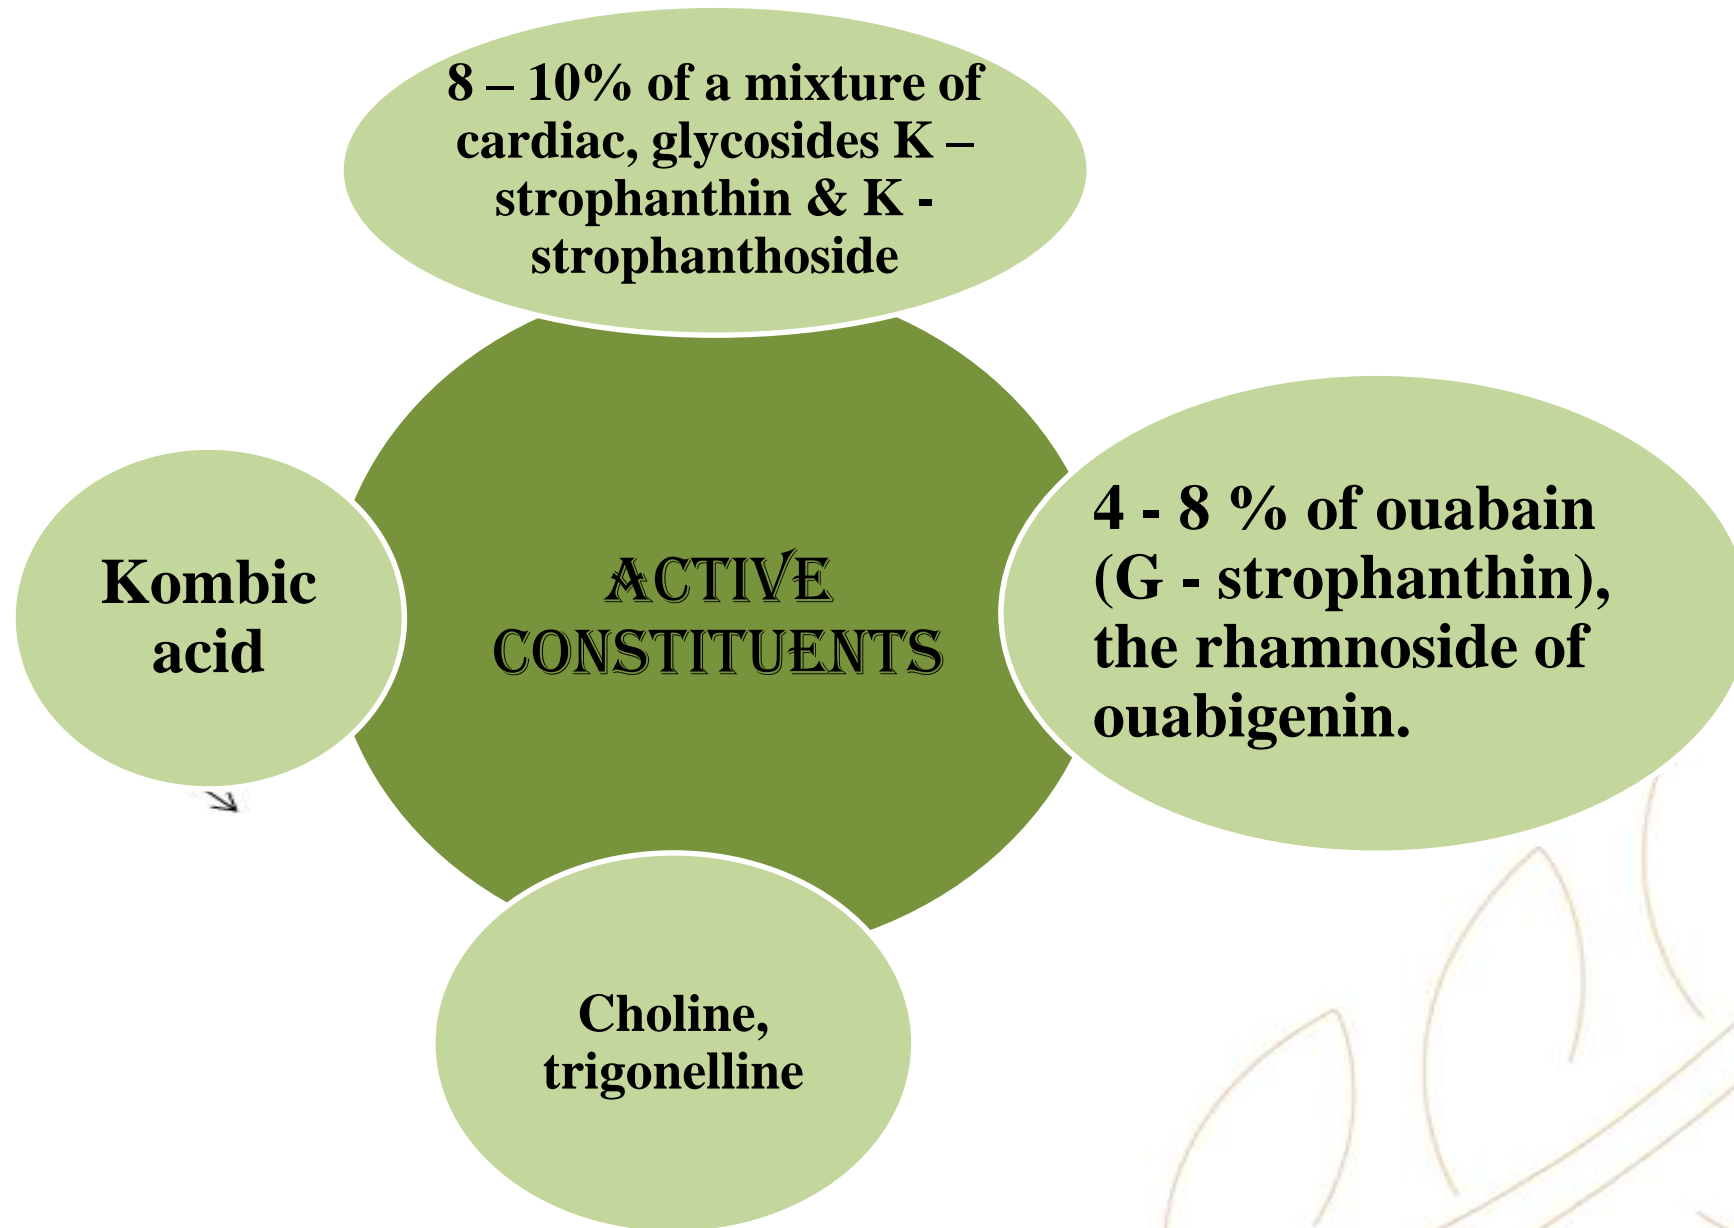 8 – 10% of a mixture of
cardiac, glycosides K –
strophanthin & K -
strophanthoside
4 - 8 % of ouabain
(G - strophanthin),
the rhamnoside of
ouabigenin.
Kombic
acid
ACTIVE
CONSTITUENTS
Choline,
trigonelline